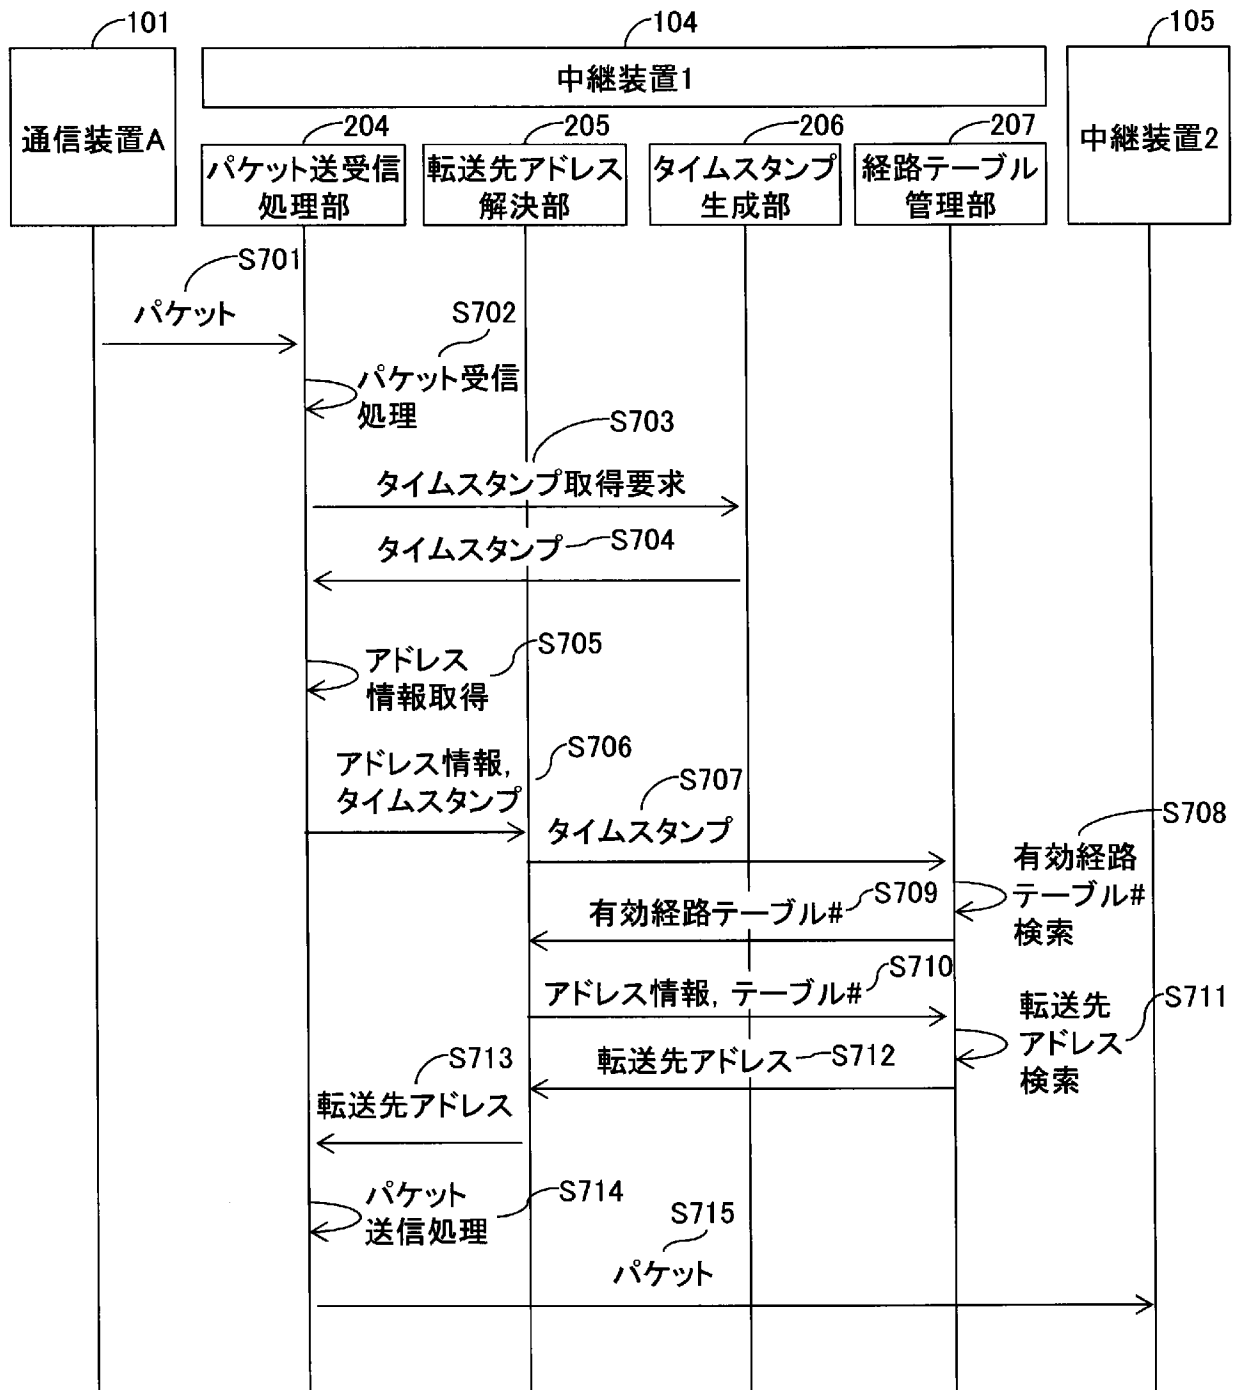 101
104
105
通信装置A
中継装置1
中継装置2
204
205
206
207
パケット送受信
処理部
転送先アドレス
解決部
タイムスタンプ
生成部
経路テーブル
管理部
S701
パケット
S702
パケット受信
処理
S703
タイムスタンプ取得要求
タイムスタンプ
S704
S705
アドレス
情報取得
S706
アドレス情報,
タイムスタンプ
S707
タイムスタンプ
S708
有効経路
テーブル#
検索
S709
有効経路テーブル#
S710
アドレス情報, テーブル#
S711
転送先
アドレス
検索
転送先アドレス
S712
S713
転送先アドレス
S714
パケット
送信処理
S715
パケット